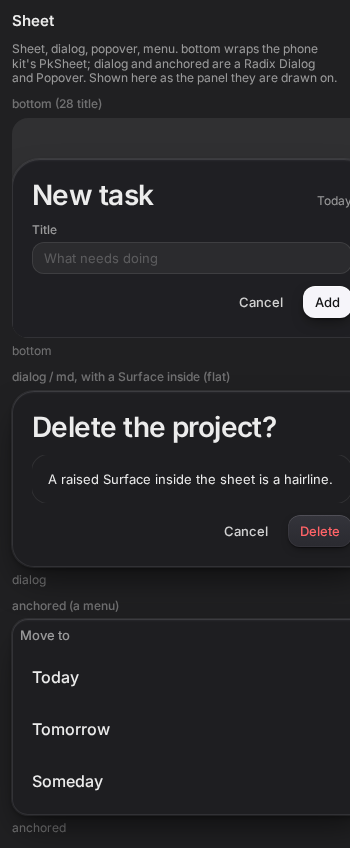 Sheet
Sheet, dialog, popover, menu. bottom wraps the phone
kit's PkSheet; dialog and anchored are a Radix Dialog
and Popover. Shown here as the panel they are drawn on.
bottom (28 title)
New task
Today
Title
What needs doing
Cancel
Add
bottom
dialog / md, with a Surface inside (flat)
Delete the project?
A raised Surface inside the sheet is a hairline.
Cancel
Delete
dialog
anchored (a menu)
Move to
Today
Tomorrow
Someday
anchored